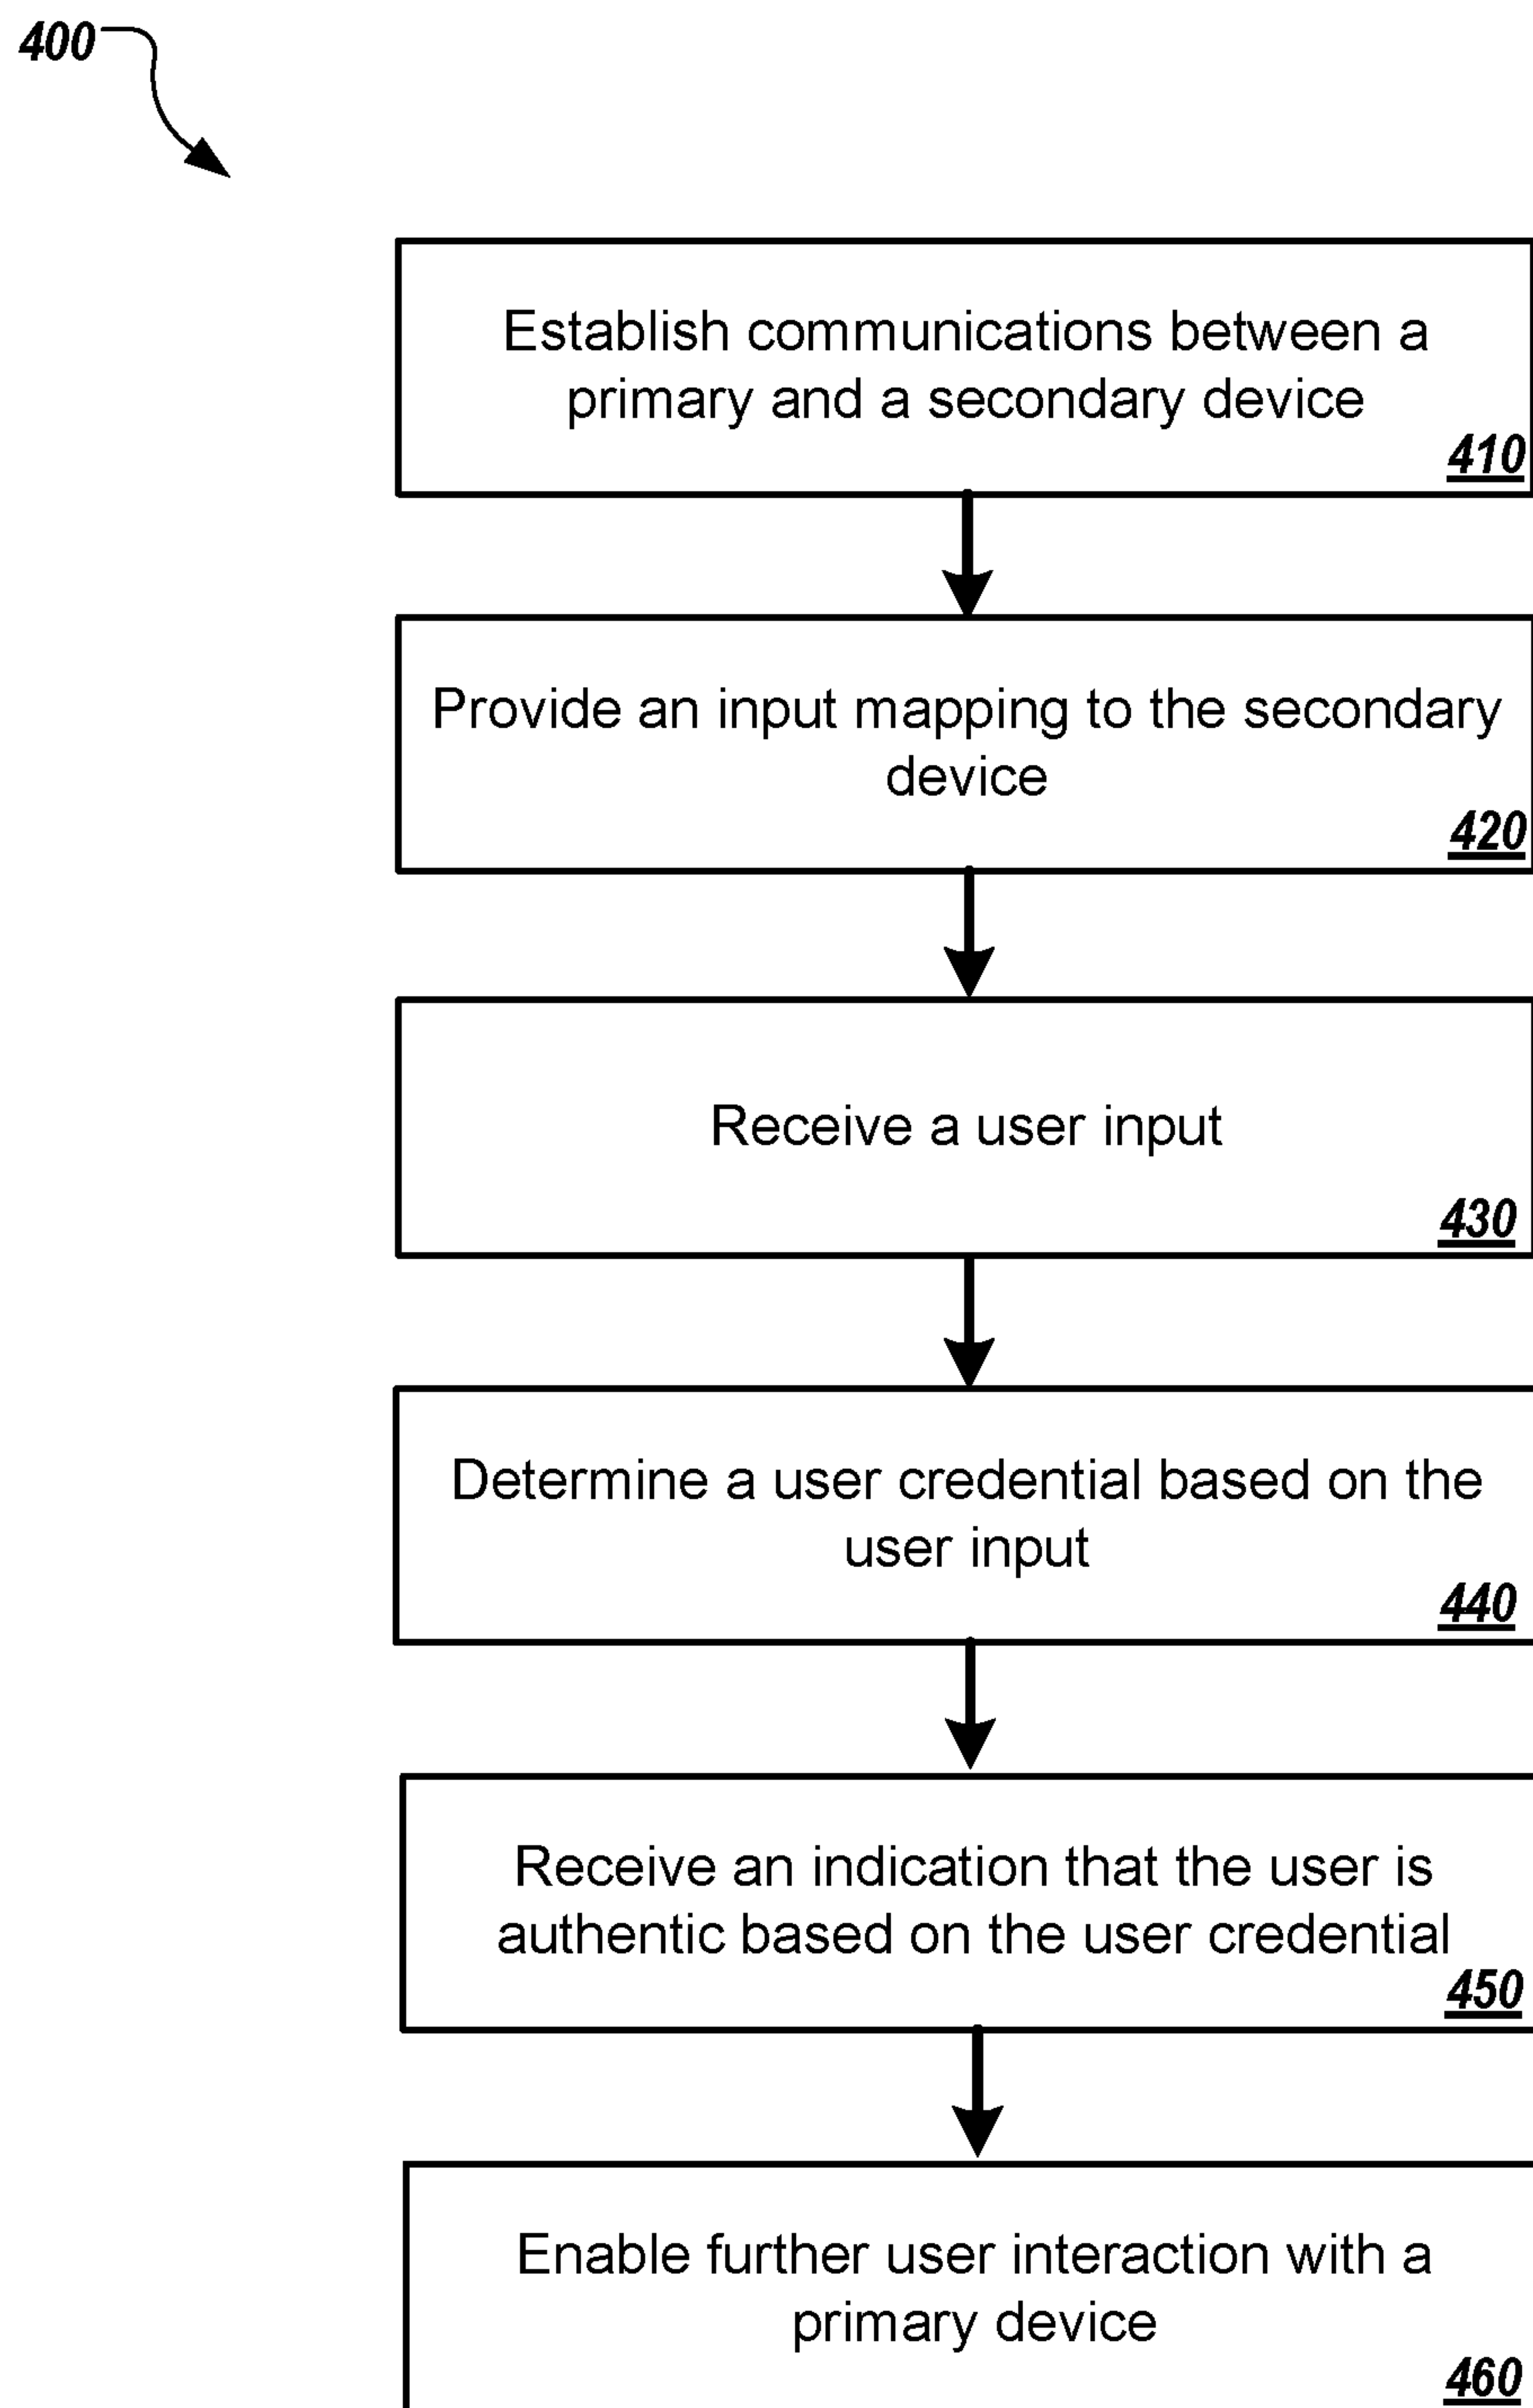 400
Establish communications between a
primary and a secondary device
410
Provide an input mapping to the secondary
device
420
Receive a user input
430
Determine a user credential based on the
user input
440
Receive an indication that the user is
authentic based on the user credential
450
Enable further user interaction with a
primary device
460